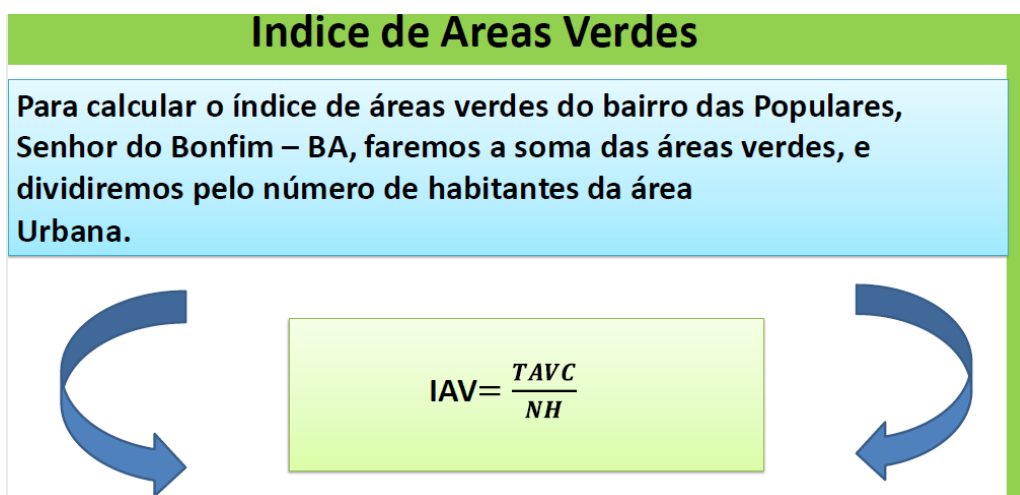 Indice de Areas Verdes
Para calcular o índice de áreas verdes do bairro das Populares,
Senhor do Bonfim – BA, faremos a soma das áreas verdes, e
dividiremos pelo número de habitantes da área
Urbana.
IAV= TAVC/NH